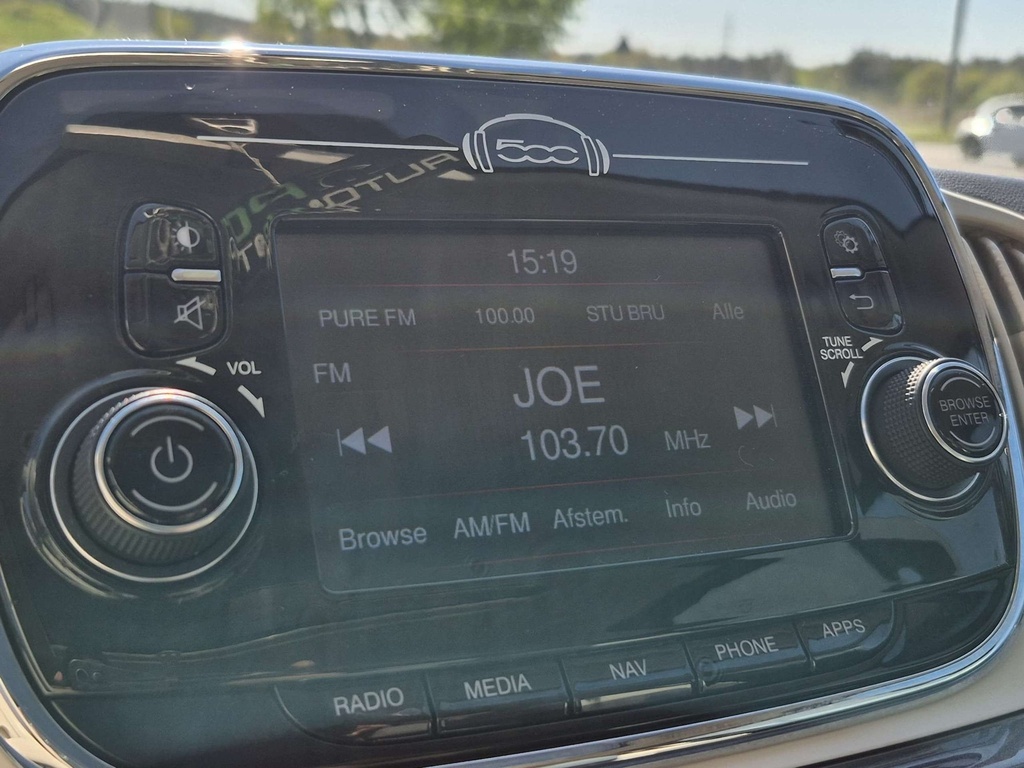 500
15:19
PURE FM 100.00 STU BRU Alle
FM
JOE
103.70 MHz
Browse AM/FM Afstem. Info Audio
VOL
TUNE
SCROLL
BROWSE
ENTER
RADIO MEDIA NAV PHONE APPS